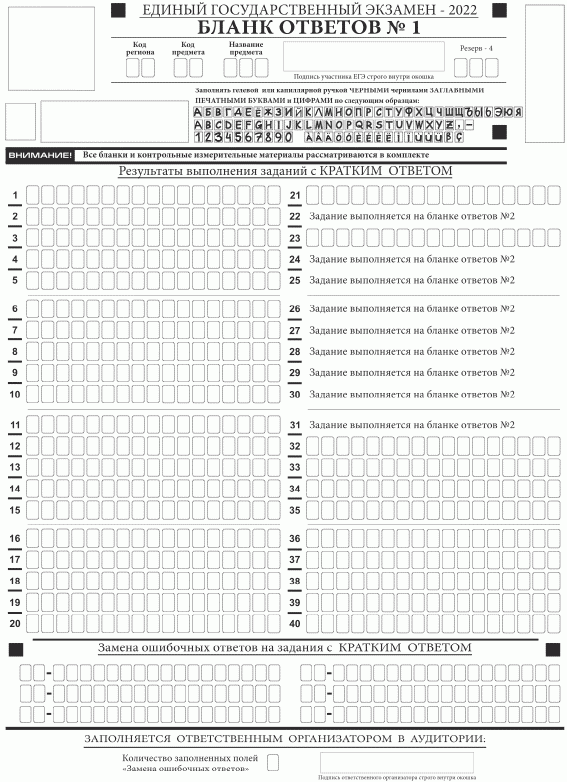 ЕДИНЫЙ ГОСУДАРСТВЕННЫЙ ЭКЗАМЕН - 2022
БЛАНК ОТВЕТОВ № 1
Код региона
Код предмета
Название предмета
Резерв - 4
Подпись участника ЕГЭ строго внутри окошка
Заполнять гелевой или капиллярной ручкой ЧЕРНЫМИ чернилами ЗАГЛАВНЫМИ
ПЕЧАТНЫМИ БУКВАМИ и ЦИФРАМИ по следующим образцам:
АБВГДЕЁЖЗИЙКЛМНОПРСТУФХЦЧШЩЪЫЬЭЮЯ
ABCDEFGHIJKLMNOPQRSTUVWXYZ,-
1234567890
ВНИМАНИЕ! Все бланки и контрольные измерительные материалы рассматриваются в комплекте
Результаты выполнения заданий с КРАТКИМ ОТВЕТОМ
1
2
3
4
5
6
7
8
9
10
11
12
13
14
15
16
17
18
19
20
21
22 Задание выполняется на бланке ответов №2
23
24 Задание выполняется на бланке ответов №2
25 Задание выполняется на бланке ответов №2
26 Задание выполняется на бланке ответов №2
27 Задание выполняется на бланке ответов №2
28 Задание выполняется на бланке ответов №2
29 Задание выполняется на бланке ответов №2
30 Задание выполняется на бланке ответов №2
31 Задание выполняется на бланке ответов №2
32
33
34
35
36
37
38
39
40
Замена ошибочных ответов на задания с КРАТКИМ ОТВЕТОМ
- -
- -
- -
ЗАПОЛНЯЕТСЯ ОТВЕТСТВЕННЫМ ОРГАНИЗАТОРОМ В АУДИТОРИИ:
Количество заполненных полей
«Замена ошибочных ответов»
Подпись ответственного организатора строго внутри окошка